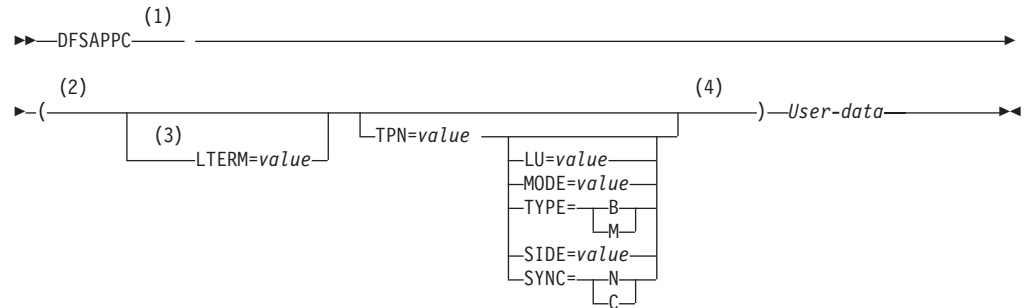 (1)
DFSAPPC
(2) (4)
( ) User-data
(3) TPN=value
LTERM=value LU=value
MODE=value
TYPE= B
M
SIDE=value
SYNC= N
C